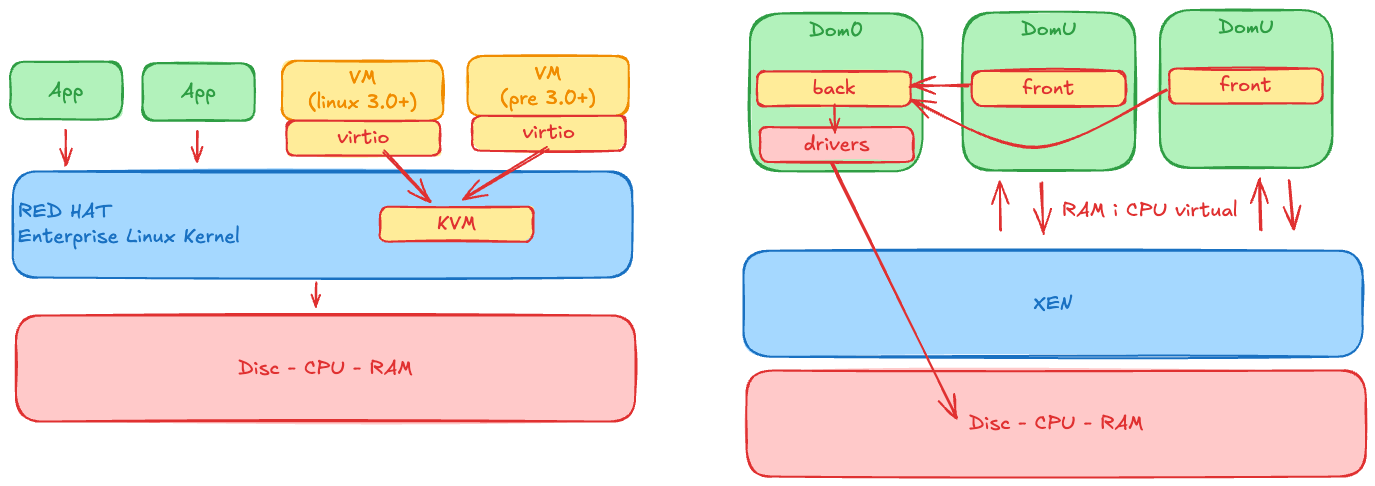 App
App
VM
(linux 3.0+)
virtio
VM
(pre 3.0+)
virtio
RED HAT
Enterprise Linux Kernel
KVM
Disc - CPU - RAM
Dom0
back
drivers
DomU
front
DomU
front
RAM i CPU virtual
XEN
Disc - CPU - RAM